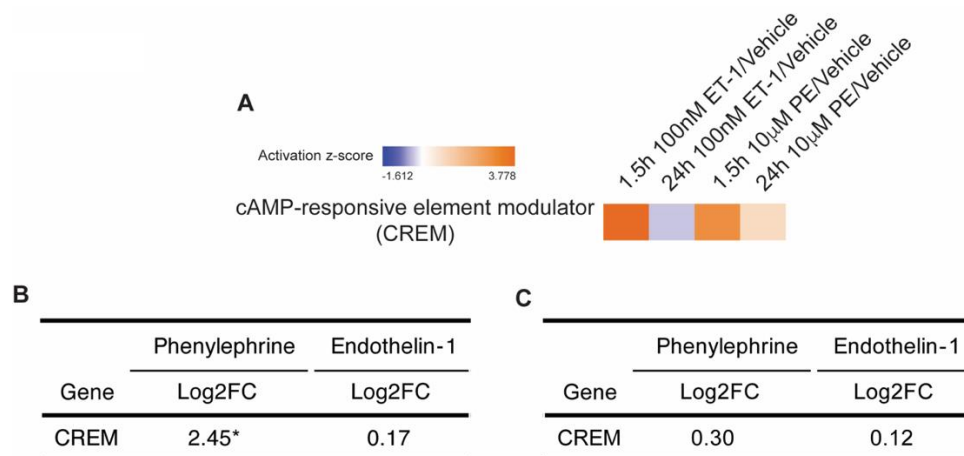 A
1.5h 100nM ET-1/Vehicle
24h 100nM ET-1/Vehicle
1.5h 10μM PE/Vehicle
24h 10μM PE/Vehicle
Activation z-score
-1.612 3.778
cAMP-responsive element modulator
(CREM)
B
Phenylephrine Endothelin-1
Gene Log2FC Log2FC
CREM 2.45* 0.17
C
Phenylephrine Endothelin-1
Gene Log2FC Log2FC
CREM 0.30 0.12